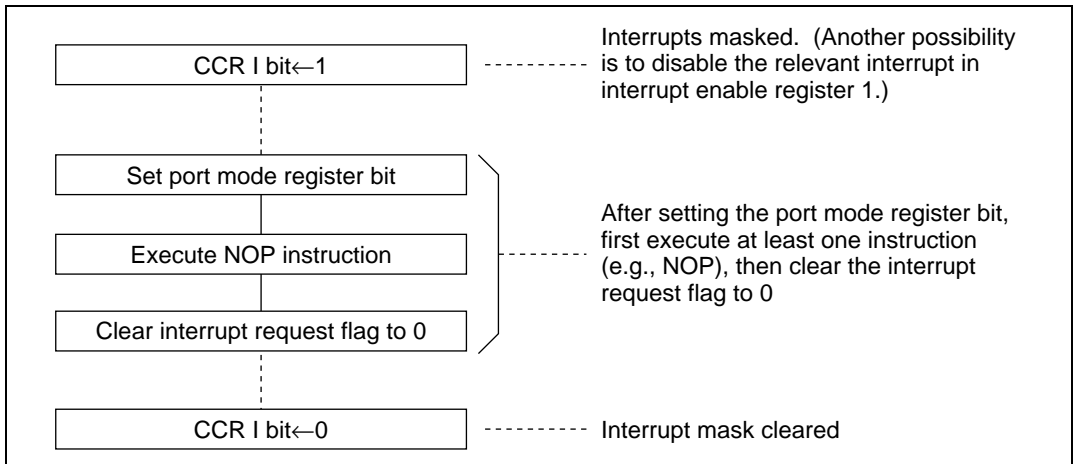 CCR I bit←1
Interrupts masked. (Another possibility
is to disable the relevant interrupt in
interrupt enable register 1.)
Set port mode register bit
Execute NOP instruction
Clear interrupt request flag to 0
After setting the port mode register bit,
first execute at least one instruction
(e.g., NOP), then clear the interrupt
request flag to 0
CCR I bit←0
Interrupt mask cleared